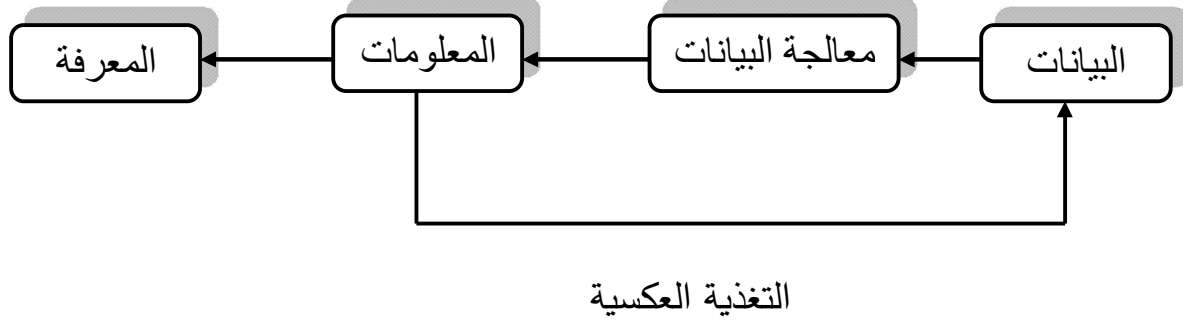 البيانات
معالجة البيانات
المعلومات
المعرفة
التغذية العكسية